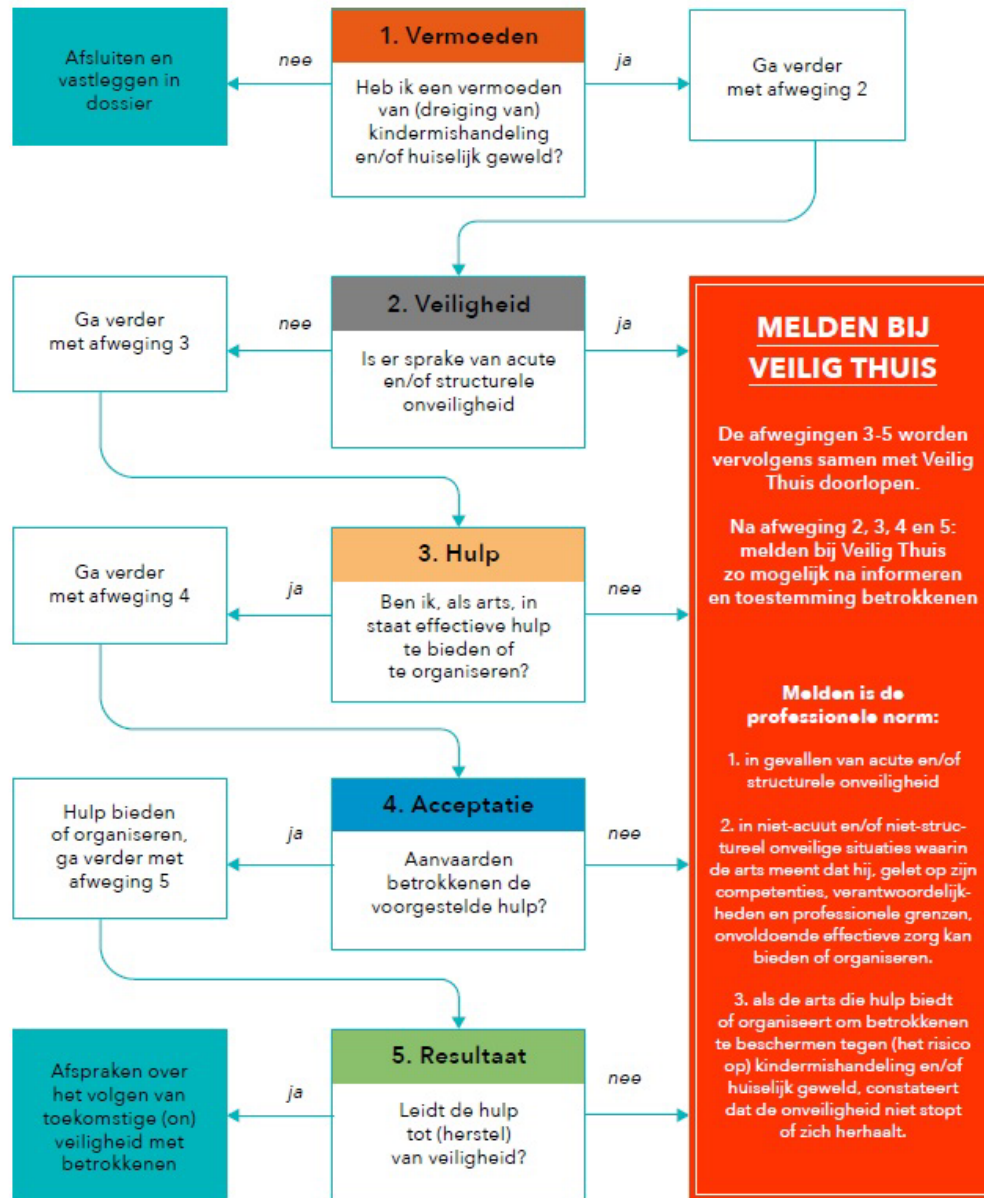 1. Vermoeden
Heb ik een vermoeden
van (dreiging van)
kindermishandeling
en/of huiselijk geweld?
nee
Afsluiten en
vastleggen in
dossier
ja
Ga verder
met afweging 2
2. Veiligheid
Is er sprake van acute
en/of structurele
onveiligheid
nee
Ga verder
met afweging 3
ja
3. Hulp
Ben ik, als arts, in
staat effectieve hulp
te bieden of
te organiseren?
ja
Ga verder
met afweging 4
nee
4. Acceptatie
Aanvaarden
betrokkenen de
voorgestelde hulp?
ja
Hulp bieden
of organiseren,
ga verder met
afweging 5
nee
5. Resultaat
Leidt de hulp
tot (herstel)
van veiligheid?
ja
Afspraken over
het volgen van
toekomstige (on)
veiligheid met
betrokkenen
nee
MELDEN BIJ
VEILIG THUIS
De afwegingen 3-5 worden
vervolgens samen met Veilig
Thuis doorlopen.
Na afweging 2, 3, 4 en 5:
melden bij Veilig Thuis
zo mogelijk na informeren
en toestemming betrokkenen
Melden is de
professionele norm:
1. in gevallen van acute en/of
structurele onveiligheid
2. in niet-acuut en/of niet-struc-
tureel onveilige situaties waarin
de arts meent dat hij, gelet op zijn
competenties, verantwoordelijk-
heden en professionele grenzen,
onvoldoende effectieve zorg kan
bieden of organiseren.
3. als de arts die hulp biedt
of organiseert om betrokkenen
te beschermen tegen (het risico
op) kindermishandeling en/of
huiselijk geweld, constateert
dat de onveiligheid niet stopt
of zich herhaalt.